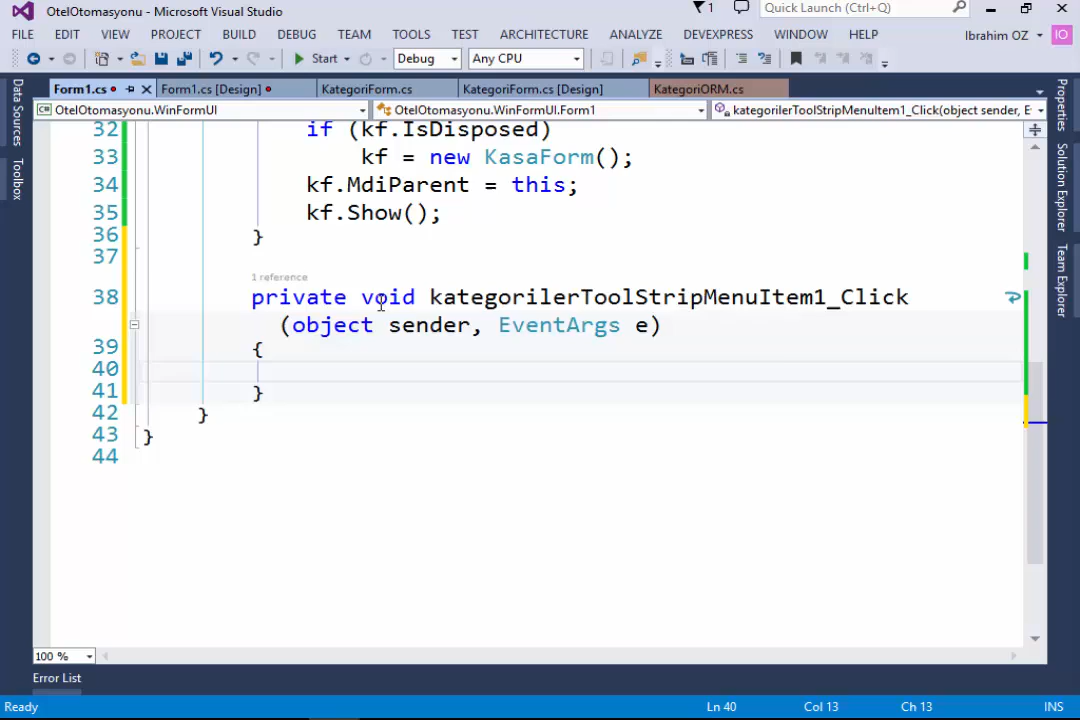 OtelOtomasyonu - Microsoft Visual Studio
1
Quick Launch (Ctrl+Q)
FILE EDIT VIEW PROJECT BUILD DEBUG TEAM TOOLS TEST ARCHITECTURE ANALYZE DEVEXPRESS WINDOW HELP Ibrahim OZ IO
Start Debug Any CPU
Form1.cs Form1.cs [Design] KategoriForm.cs KategoriForm.cs [Design] KategoriORM.cs
OtelOtomasyonu.WinFormUI OtelOtomasyonu.WinFormUI.Form1 kategorilerToolStripMenuItem1_Click(object sender, E
Data Sources
Toolbox
32 if (kf.IsDisposed)
33 kf = new KasaForm();
34 kf.MdiParent = this;
35 kf.Show();
36 }
37
1 reference
38 private void kategorilerToolStripMenuItem1_Click
(object sender, EventArgs e)
39 {
40
41 }
42 }
43 }
44
Properties
Solution Explorer
Team Explorer
100 %
Error List
Ready Ln 40 Col 13 Ch 13 INS